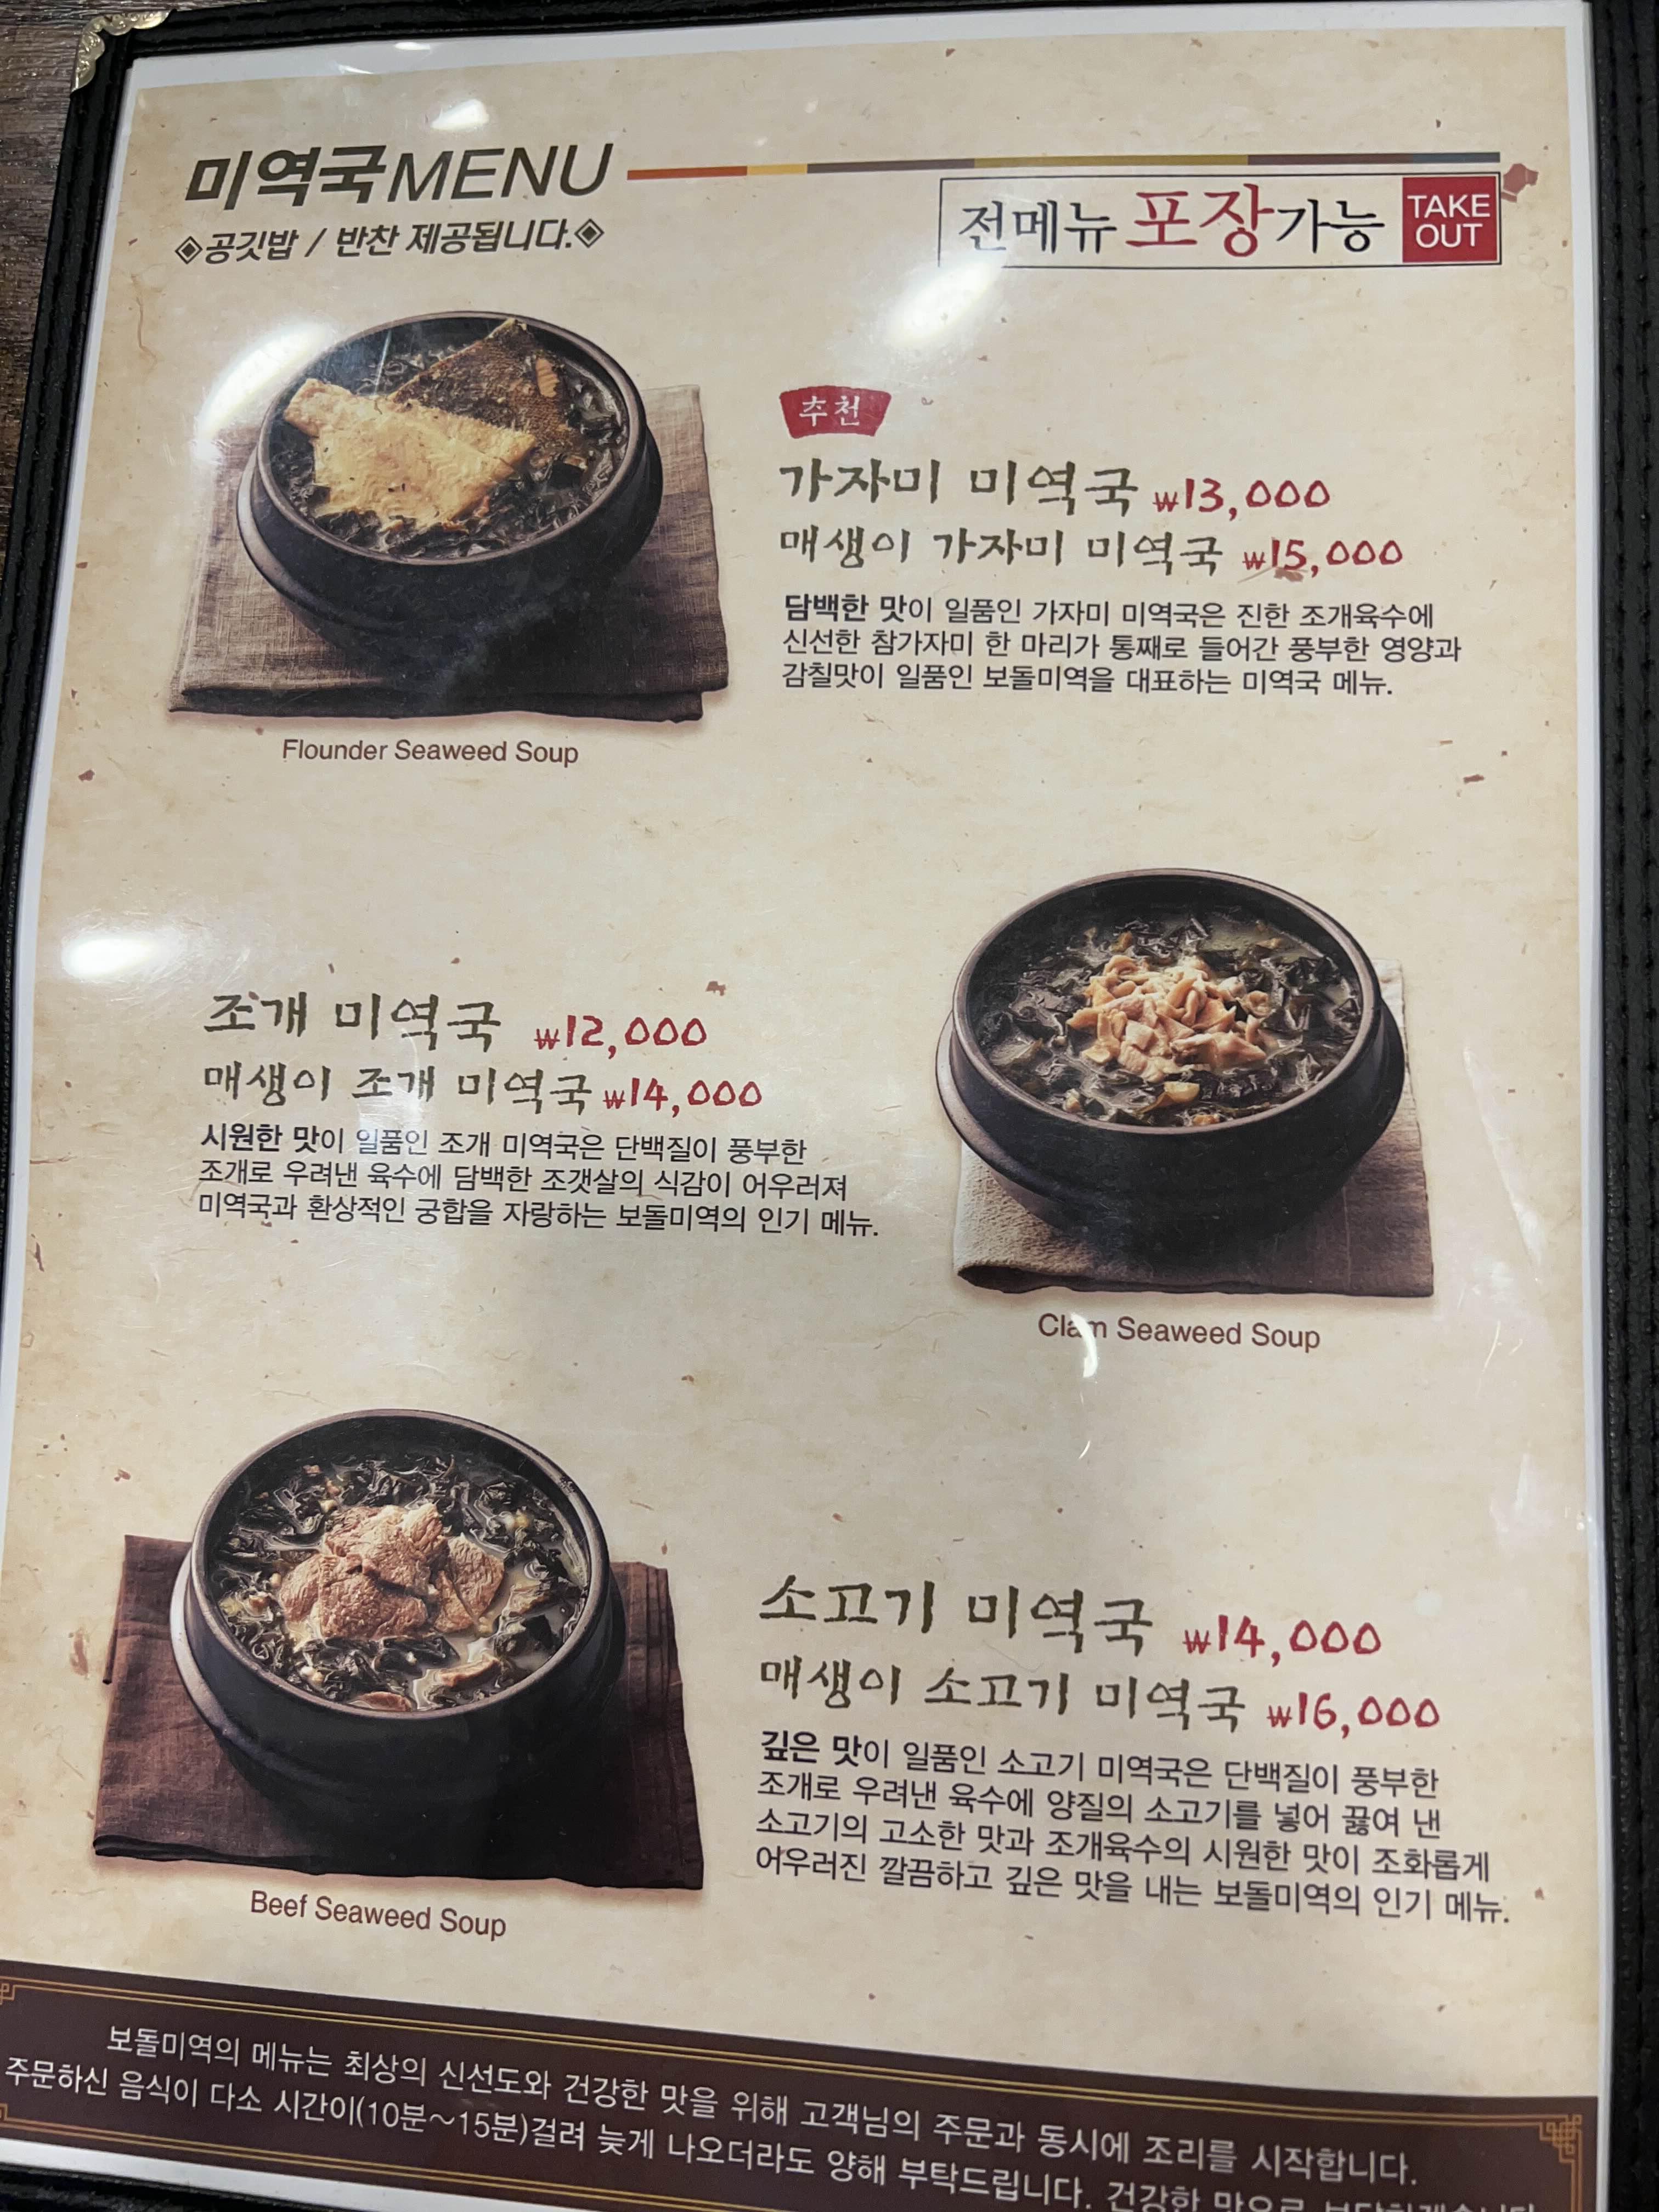 미역국MENU
◈공깃밥 / 반찬 제공됩니다.◈
전메뉴 포장가능
TAKE
OUT
추천
가자미 미역국 ₩13,000
매생이 가자미 미역국 ₩15,000
담백한 맛이 일품인 가자미 미역국은 진한 조개육수에
신선한 참가자미 한 마리가 통째로 들어간 풍부한 영양과
감칠맛이 일품인 보돌미역을 대표하는 미역국 메뉴.
Flounder Seaweed Soup
조개 미역국 ₩12,000
매생이 조개 미역국 ₩14,000
시원한 맛이 일품인 조개 미역국은 단백질이 풍부한
조개로 우려낸 육수에 담백한 조갯살의 식감이 어우러져
미역국과 환상적인 궁합을 자랑하는 보돌미역의 인기 메뉴.
Clam Seaweed Soup
소고기 미역국 ₩14,000
매생이 소고기 미역국 ₩16,000
깊은 맛이 일품인 소고기 미역국은 단백질이 풍부한
조개로 우려낸 육수에 양질의 소고기를 넣어 끓여 낸
소고기의 고소한 맛과 조개육수의 시원한 맛이 조화롭게
어우러진 깔끔하고 깊은 맛을 내는 보돌미역의 인기 메뉴.
Beef Seaweed Soup
보돌미역의 메뉴는 최상의 신선도와 건강한 맛을 위해 고객님의 주문과 동시에 조리를 시작합니다.
주문하신 음식이 다소 시간이(10분~15분)걸려 늦게 나오더라도 양해 부탁드립니다. 건강한 맛으로